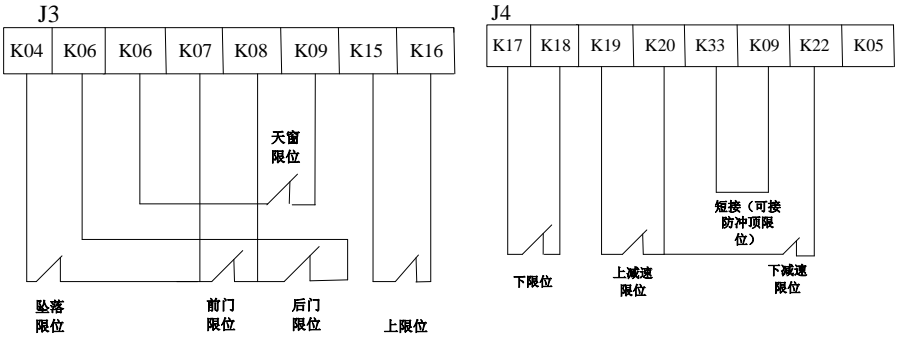 J3
K04 K06 K06 K07 K08 K09 K15 K16
天窗
限位
坠落
限位
前门
限位
后门
限位
上限位
J4
K17 K18 K19 K20 K33 K09 K22 K05
短接（可接
防冲顶限
位）
下限位
上减速
限位
下减速
限位